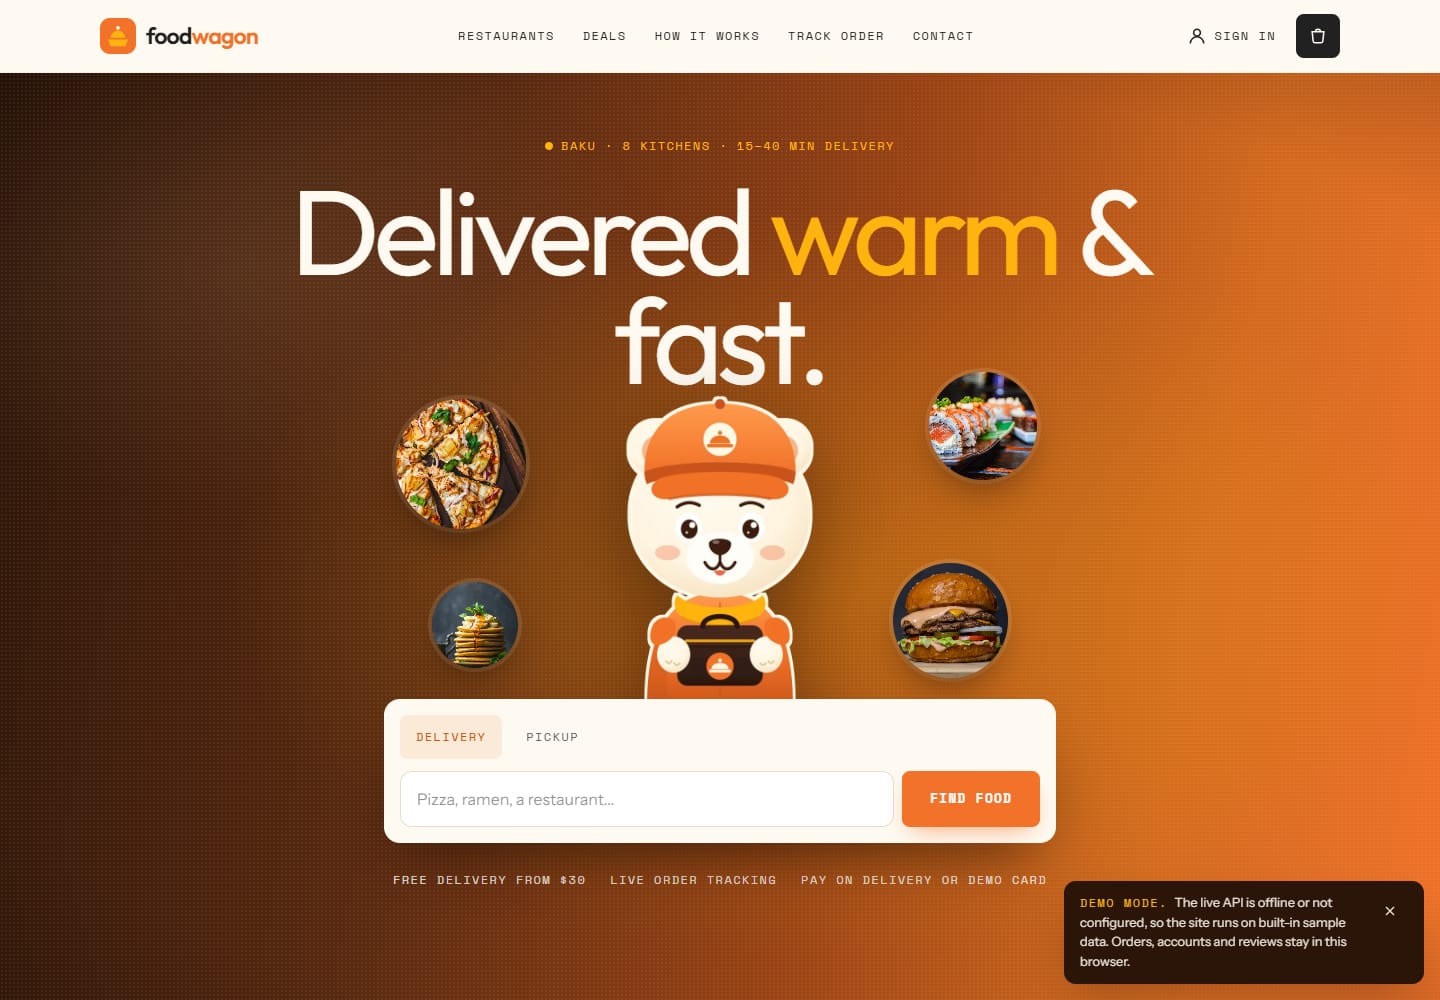 foodwagon
RESTAURANTS
DEALS
HOW IT WORKS
TRACK ORDER
CONTACT
SIGN IN
BAKU · 8 KITCHENS · 15–40 MIN DELIVERY
Delivered warm &
fast.
DELIVERY
PICKUP
Pizza, ramen, a restaurant...
FIND FOOD
FREE DELIVERY FROM $30
LIVE ORDER TRACKING
PAY ON DELIVERY OR DEMO CARD
DEMO MODE. The live API is offline or not
configured, so the site runs on built-in sample
data. Orders, accounts and reviews stay in this
browser.